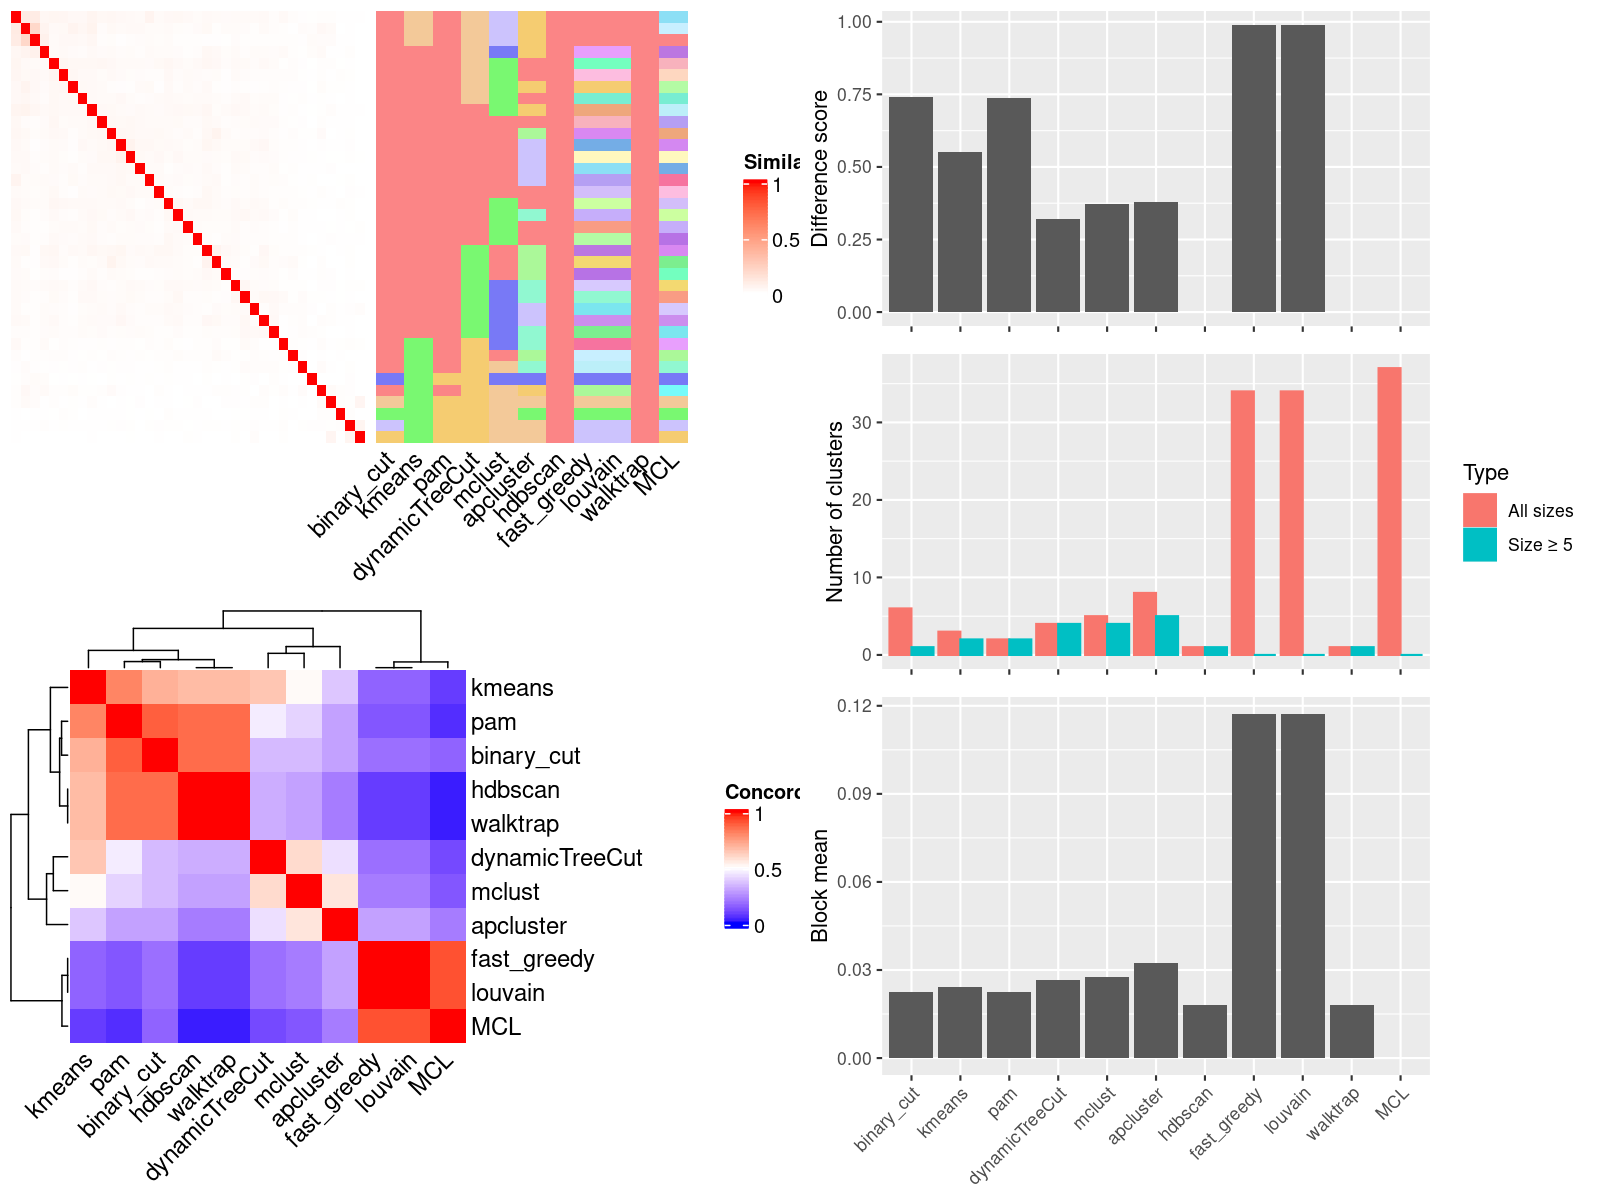 Simila
1
0.5
0
binary_cut
kmeans
pam
dynamicTreeCut
mclust
apcluster
hdbscan
fast_greedy
louvain
walktrap
MCL
kmeans
pam
binary_cut
hdbscan
walktrap
dynamicTreeCut
mclust
apcluster
fast_greedy
louvain
MCL
kmeans
pam
binary_cut
hdbscan
walktrap
dynamicTreeCut
mclust
apcluster
fast_greedy
louvain
MCL
Concord
1
0.5
0
Difference score
1.00
0.75
0.50
0.25
0.00
Number of clusters
30
20
10
0
Type
All sizes
Size ≥ 5
Block mean
0.12
0.09
0.06
0.03
0.00
binary_cut
kmeans
pam
dynamicTreeCut
mclust
apcluster
hdbscan
fast_greedy
louvain
walktrap
MCL